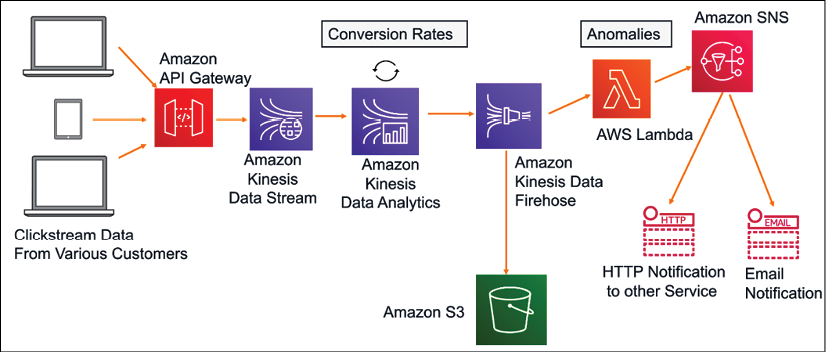 Conversion Rates
Anomalies
Amazon SNS
Amazon
API Gateway
</>
Amazon
Kinesis
Data Stream
Amazon
Kinesis
Data Analytics
Amazon
Kinesis Data
Firehose
AWS Lambda
Clickstream Data
From Various Customers
HTTP
EMAIL
HTTP Notification
to other Service
Email
Notification
Amazon S3